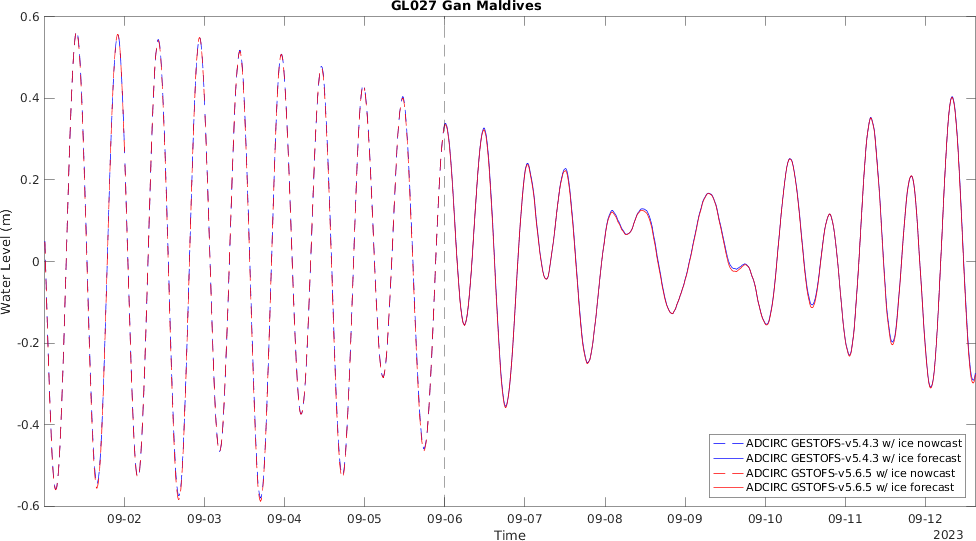 GL027 Gan Maldives
0.6
0.4
0.2
0
-0.2
-0.4
-0.6
Water Level (m)
09-02 09-03 09-04 09-05 09-06 09-07 09-08 09-09 09-10 09-11 09-12
Time
2023
ADCIRC GESTOFS-v5.4.3 w/ ice nowcast
ADCIRC GESTOFS-v5.4.3 w/ ice forecast
ADCIRC GSTOFS-v5.6.5 w/ ice nowcast
ADCIRC GSTOFS-v5.6.5 w/ ice forecast